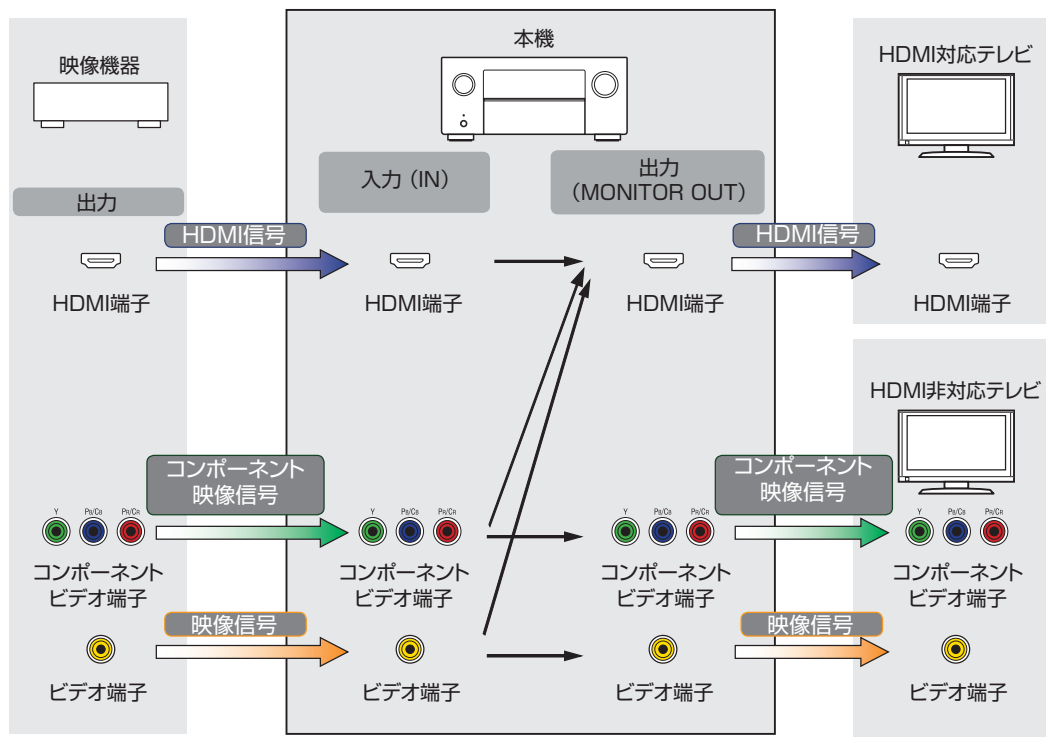 映像機器
本機
HDMI対応テレビ
入力（IN）
出力
（MONITOR OUT）
出力
HDMI信号
HDMI信号
HDMI端子
HDMI端子
HDMI端子
HDMI端子
HDMI非対応テレビ
コンポーネント
映像信号
コンポーネント
映像信号
Y PB/CB PR/CR
Y PB/CB PR/CR
Y PB/CB PR/CR
Y PB/CB PR/CR
コンポーネント
ビデオ端子
コンポーネント
ビデオ端子
コンポーネント
ビデオ端子
コンポーネント
ビデオ端子
映像信号
映像信号
ビデオ端子
ビデオ端子
ビデオ端子
ビデオ端子